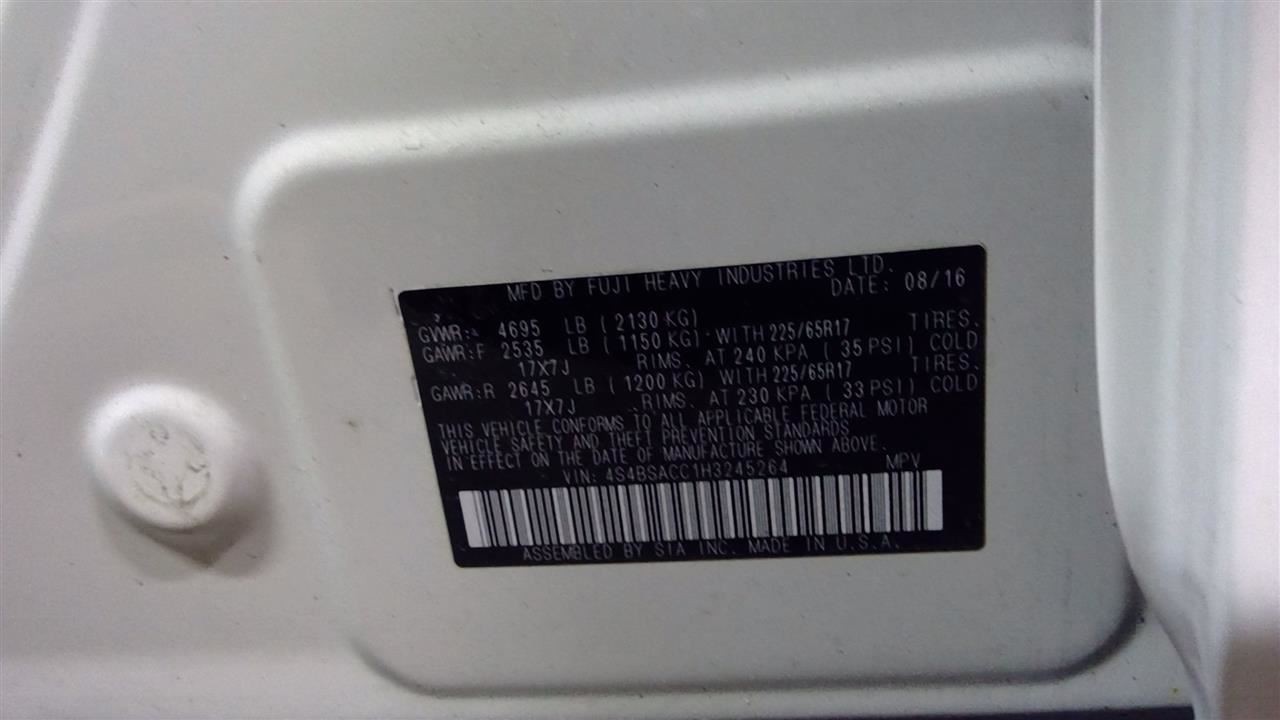 MFD BY FUJI HEAVY INDUSTRIES LTD.
DATE: 08/16
GVWR: 4695 LB ( 2130 KG)
GAWR:F 2535 LB ( 1150 KG) WITH 225/65R17 TIRES.
17X7J RIMS. AT 240 KPA ( 35 PSI) COLD
GAWR:R 2645 LB ( 1200 KG) WITH 225/65R17 TIRES.
17X7J RIMS. AT 230 KPA ( 33 PSI) COLD
THIS VEHICLE CONFORMS TO ALL APPLICABLE FEDERAL MOTOR
VEHICLE SAFETY AND THEFT PREVENTION STANDARDS
IN EFFECT ON THE DATE OF MANUFACTURE SHOWN ABOVE.
VIN: 4S4BSACC1H3245264 MPV
ASSEMBLED BY SIA INC. MADE IN U.S.A.